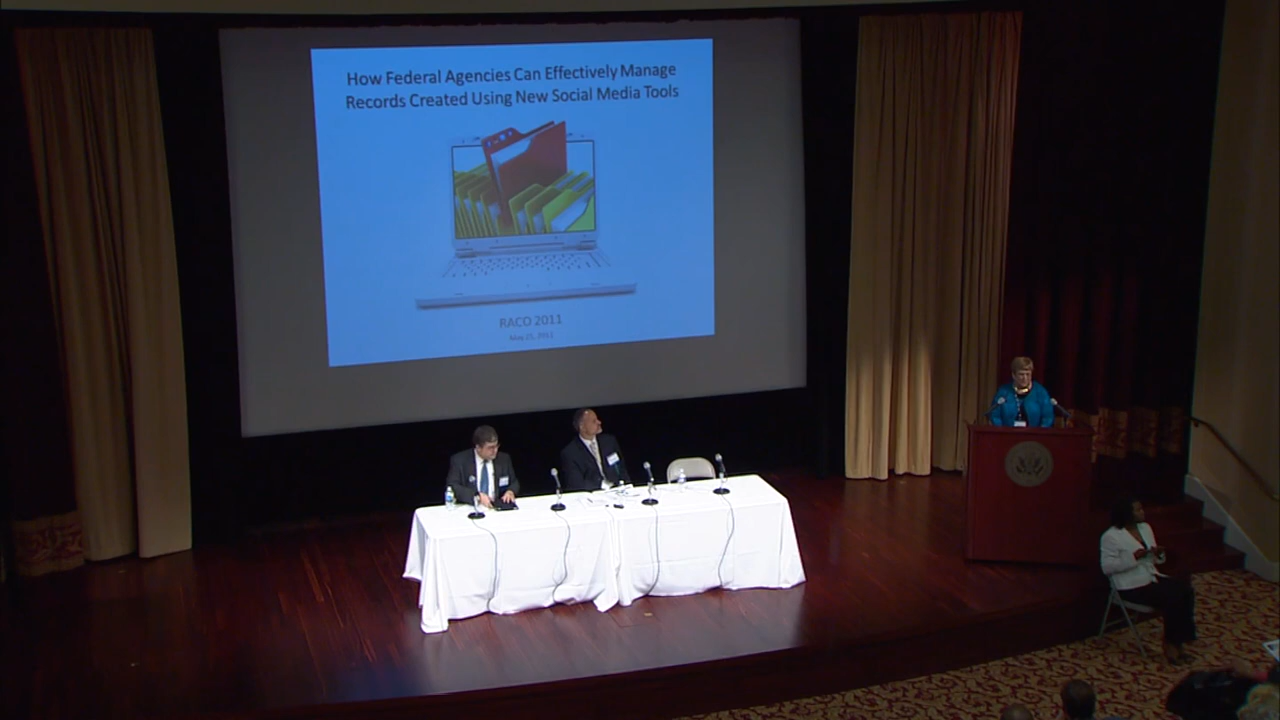 How Federal Agencies Can Effectively Manage
Records Created Using New Social Media Tools
RACO 2011